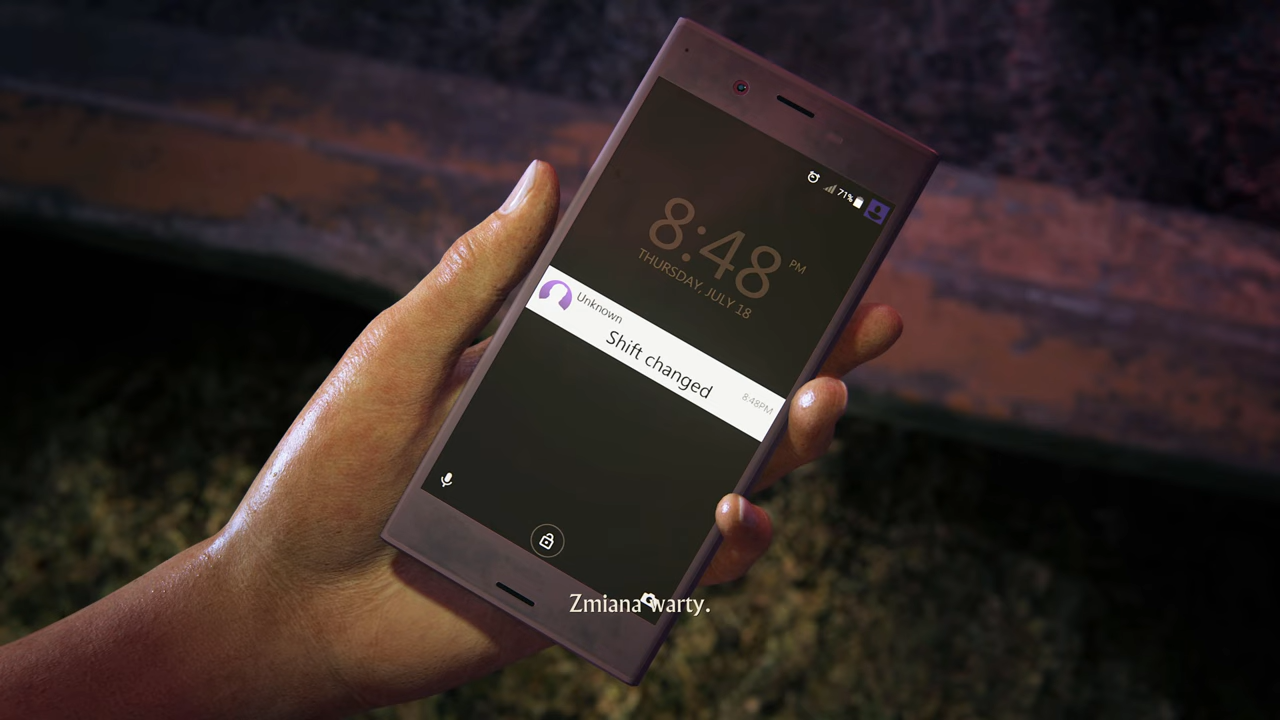 71%
8:48 PM
THURSDAY, JULY 18
Unknown
Shift changed
8:48PM
Zmiana warty.